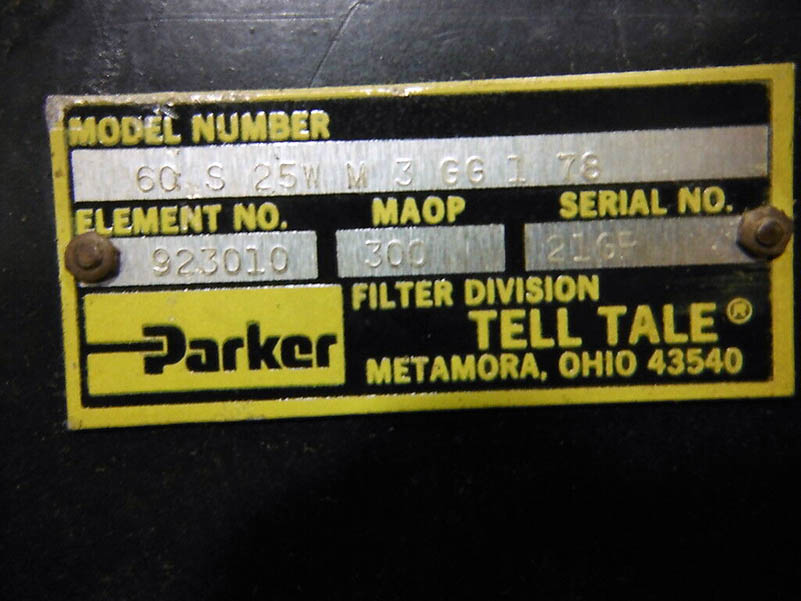 MODEL NUMBER
60 S 25W M 3 GG 1 78
ELEMENT NO. MAOP SERIAL NO.
923010 300
Parker
FILTER DIVISION
TELL TALE®
METAMORA, OHIO 43540